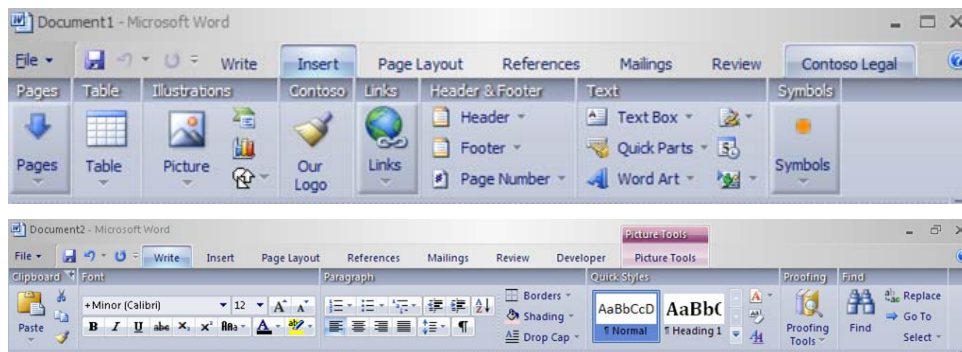 Document1 - Microsoft Word
File Write Insert Page Layout References Mailings Review Contoso Legal
Pages Table Illustrations Contoso Links Header & Footer Text Symbols
Header Text Box
Footer Quick Parts
Pages Table Picture Our Logo Links Page Number Word Art Symbols
Document2 - Microsoft Word Picture Tools
File Write Insert Page Layout References Mailings Review Developer Picture Tools
Clipboard Font Paragraph Quick Styles Proofing Find
+Minor (Calibri) 12 A A Borders AaBbCcD AaBbC A Replace
Shading Go To
Paste B I U abe X, x² A ab ¶ Drop Cap ¶ Normal ¶ Heading 1 Proofing Tools Find Select